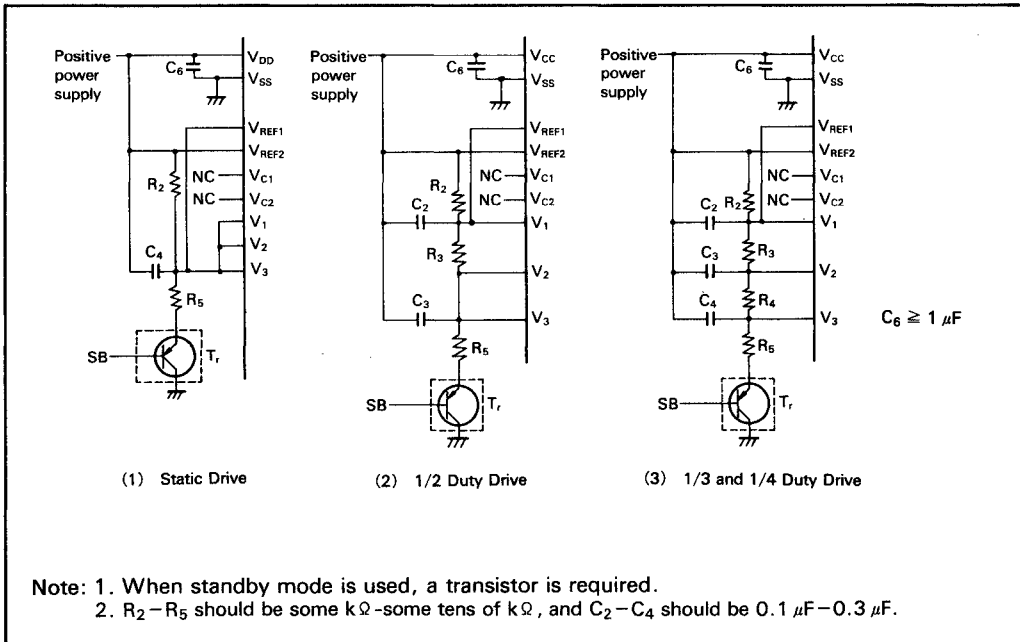 Positive
power
supply
C6
VDD
VSS
VREF1
VREF2
R2
NC
VC1
NC
VC2
V1
V2
C4
V3
R5
SB
Tr
(1) Static Drive
Positive
power
supply
C6
VCC
VSS
VREF1
VREF2
R2
NC
VC1
NC
VC2
C2
V1
R3
V2
C3
V3
R5
SB
Tr
(2) 1/2 Duty Drive
Positive
power
supply
C6
VCC
VSS
VREF1
VREF2
NC
VC1
C2
R2
NC
VC2
V1
R3
C3
V2
R4
C4
V3
R5
SB
Tr
(3) 1/3 and 1/4 Duty Drive
C6 ≧ 1 μF
Note: 1. When standby mode is used, a transistor is required.
2. R2–R5 should be some kΩ-some tens of kΩ, and C2–C4 should be 0.1 μF–0.3 μF.